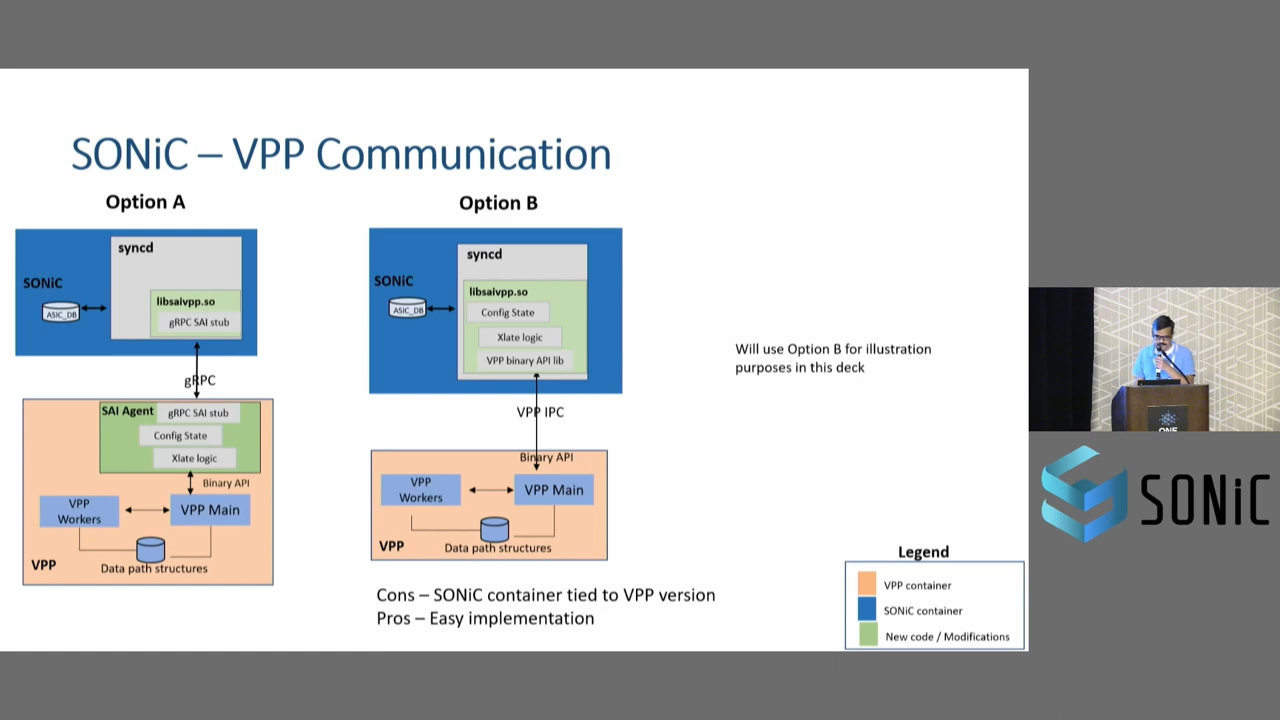 SONiC – VPP Communication
Option A
syncd
SONiC
ASIC_DB
libsaivpp.so
gRPC SAI stub
gRPC
SAI Agent
gRPC SAI stub
Config State
Xlate logic
Binary API
VPP
Workers
VPP Main
VPP
Data path structures
Option B
syncd
SONiC
ASIC_DB
libsaivpp.so
Config State
Xlate logic
VPP binary API lib
VPP IPC
Binary API
VPP
Workers
VPP Main
VPP
Data path structures
Cons – SONiC container tied to VPP version
Pros – Easy implementation
Will use Option B for illustration
purposes in this deck
Legend
VPP container
SONiC container
New code / Modifications
ONE
SONiC